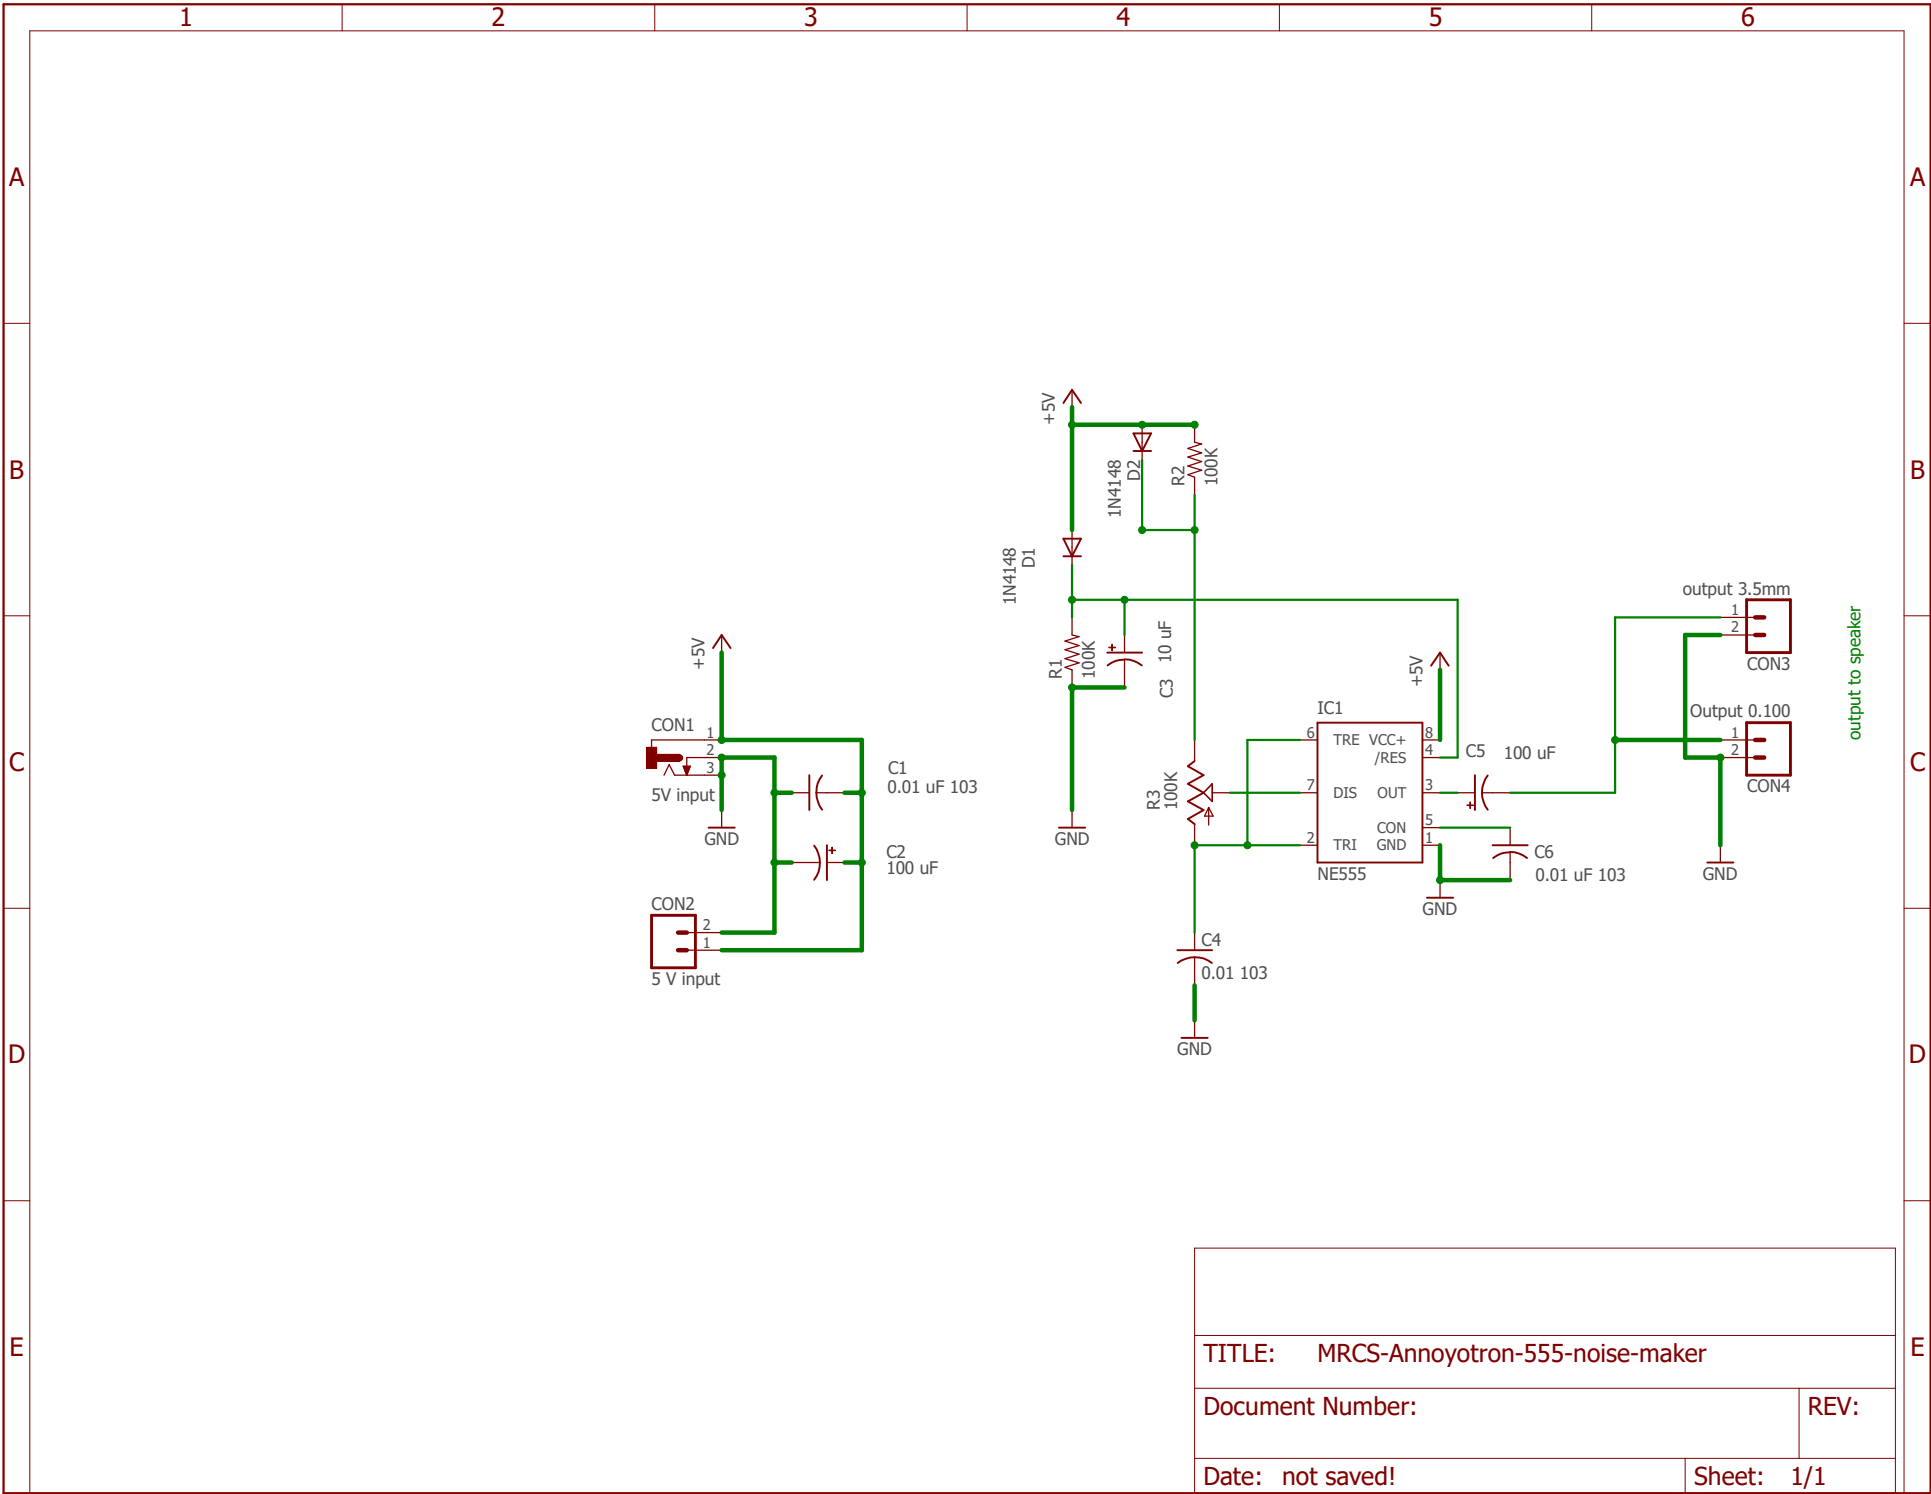 1 2 3 4 5 6
A A
B B
C C
D D
E E
+5V
1N4148
D2
R2
100K
1N4148
D1
R1
100K
C3 10 uF
+
+5V
CON1
1
2
3
5V input
GND
C1
0.01 uF 103
+
C2
100 uF
CON2
2
1
5 V input
GND
R3
100K
+5V
IC1
6 TRE VCC+ 8
/RES 4
7 DIS OUT 3
CON 5
2 TRI GND 1
NE555
C5 100 uF
+
C6
0.01 uF 103
GND
C4
0.01 103
GND
output 3.5mm
1
2
CON3
Output 0.100
1
2
CON4
GND
output to speaker
TITLE: MRCS-Annoyotron-555-noise-maker
Document Number: REV:
Date: not saved! Sheet: 1/1